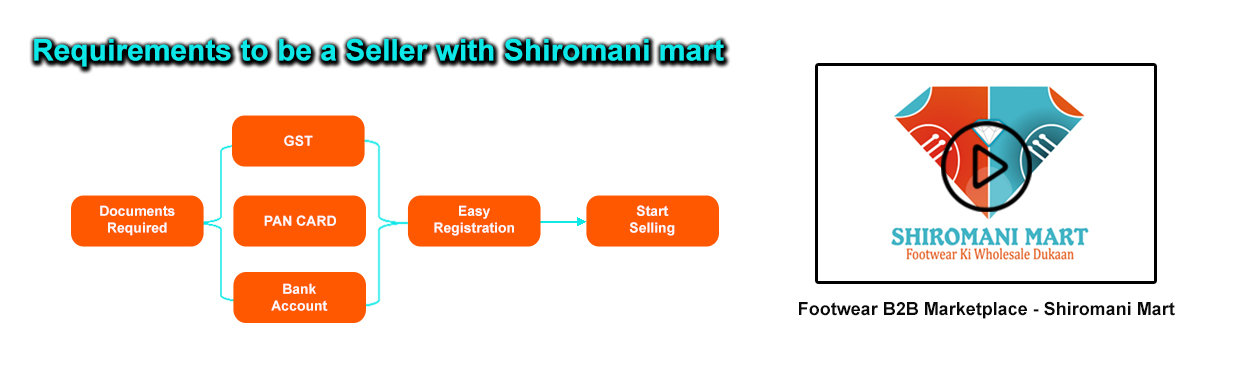 Requirements to be a Seller with Shiromani mart
Documents
Required
GST
PAN CARD
Bank
Account
Easy
Registration
Start
Selling
SHIROMANI MART
Footwear Ki Wholesale Dukaan
Footwear B2B Marketplace - Shiromani Mart